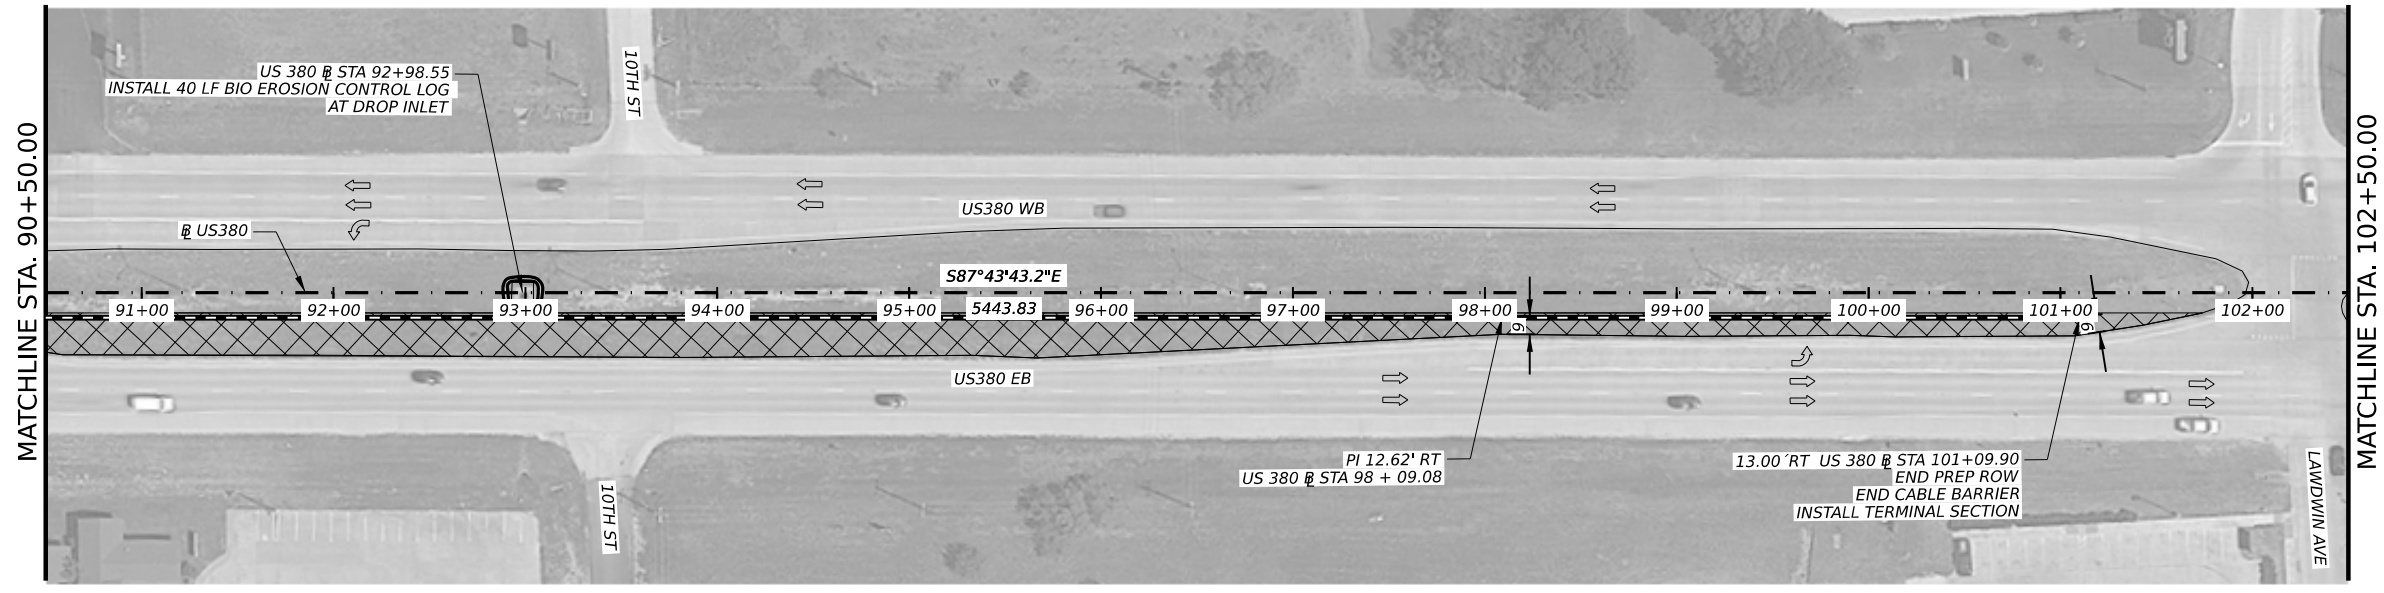 MATCHLINE STA. 90+50.00
US 380 ⅊ STA 92+98.55
INSTALL 40 LF BIO EROSION CONTROL LOG
AT DROP INLET
10TH ST
US380 WB
⅊ US380
S87°43'43.2"E
5443.83
91+00
92+00
93+00
94+00
95+00
96+00
97+00
98+00
99+00
100+00
101+00
102+00
6'
6'
US380 EB
PI 12.62' RT
US 380 ⅊ STA 98 + 09.08
13.00´RT US 380 ⅊ STA 101+09.90
END PREP ROW
END CABLE BARRIER
INSTALL TERMINAL SECTION
10TH ST
LAWDWIN AVE
MATCHLINE STA. 102+50.00